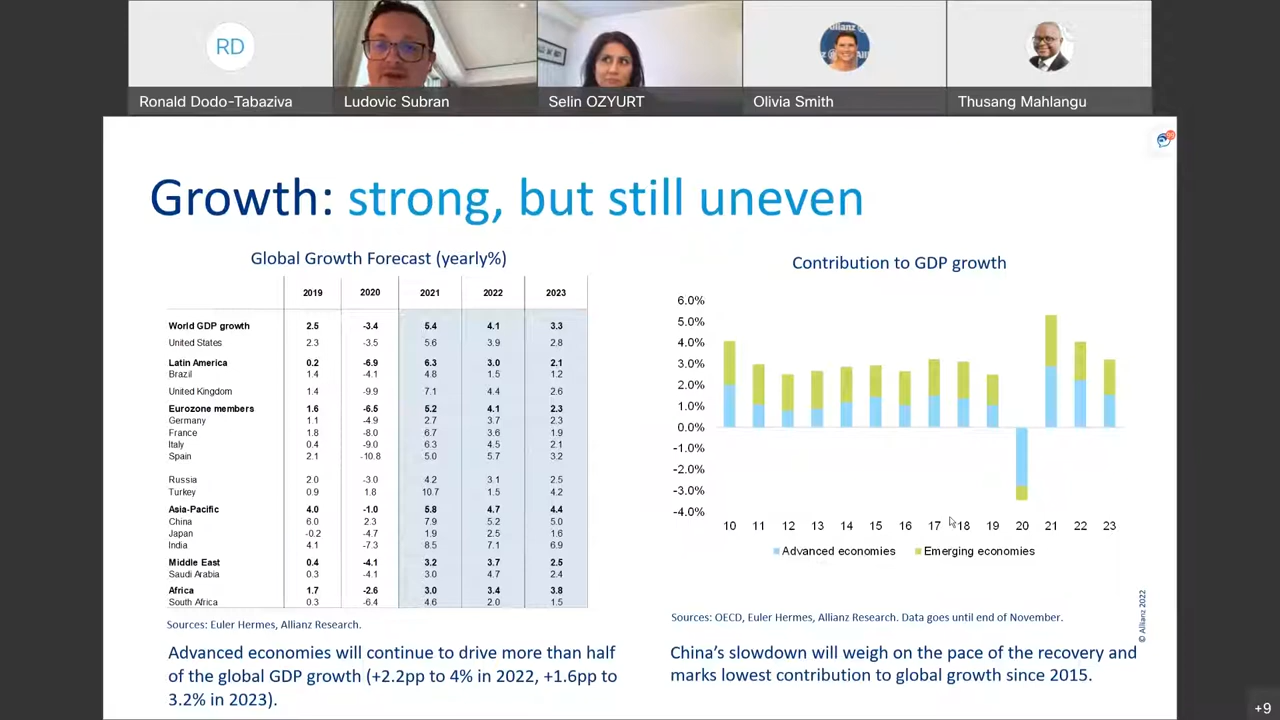 RD
Ronald Dodo-Tabaziva
Ludovic Subran
Selin OZYURT
Olivia Smith
Thusang Mahlangu
Growth: strong, but still uneven
Global Growth Forecast (yearly%)
2019 2020 2021 2022 2023
World GDP growth 2.5 -3.4 5.4 4.1 3.3
United States 2.3 -3.5 5.6 3.9 2.8
Latin America 0.2 -6.9 6.3 3.0 2.1
Brazil 1.4 -4.1 4.8 1.5 1.2
United Kingdom 1.4 -9.9 7.1 4.4 2.6
Eurozone members 1.6 -6.5 5.2 4.1 2.3
Germany 1.1 -4.9 2.7 3.7 2.3
France 1.8 -8.0 6.7 3.6 1.9
Italy 0.4 -9.0 6.3 4.5 2.1
Spain 2.1 -10.8 5.0 5.7 3.2
Russia 2.0 -3.0 4.2 3.1 2.5
Turkey 0.9 1.8 10.7 1.5 4.2
Asia-Pacific 4.0 -1.0 5.8 4.7 4.4
China 6.0 2.3 7.9 5.2 5.0
Japan -0.2 -4.7 1.9 2.5 1.6
India 4.1 -7.3 8.5 7.1 6.9
Middle East 0.4 -4.1 3.2 3.7 2.5
Saudi Arabia 0.3 -4.1 3.0 4.7 2.4
Africa 1.7 -2.6 3.0 3.4 3.8
South Africa 0.3 -6.4 4.6 2.0 1.5
Sources: Euler Hermes, Allianz Research.
Advanced economies will continue to drive more than half
of the global GDP growth (+2.2pp to 4% in 2022, +1.6pp to
3.2% in 2023).
Contribution to GDP growth
6.0%
5.0%
4.0%
3.0%
2.0%
1.0%
0.0%
-1.0%
-2.0%
-3.0%
-4.0%
10 11 12 13 14 15 16 17 18 19 20 21 22 23
Advanced economies Emerging economies
Sources: OECD, Euler Hermes, Allianz Research. Data goes until end of November.
© Allianz 2022
China's slowdown will weigh on the pace of the recovery and
marks lowest contribution to global growth since 2015.
+9